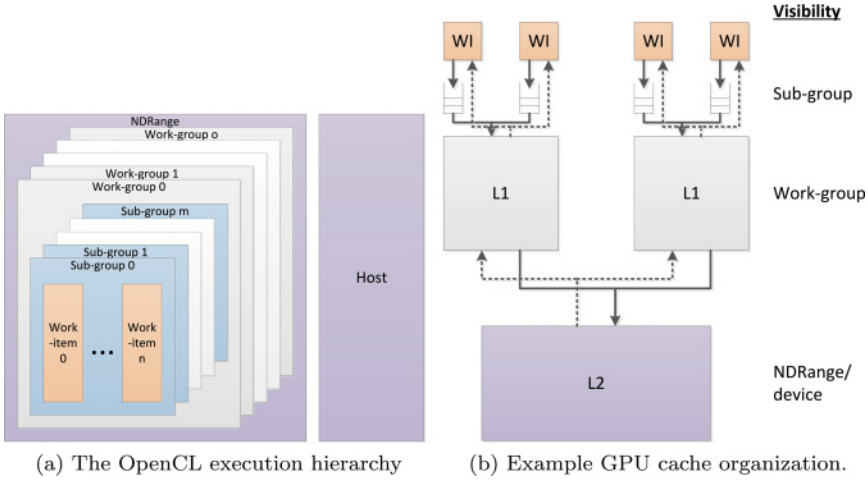 NDRange
Work-group o
Work-group 1
Work-group 0
Sub-group m
Sub-group 1
Sub-group 0
Work
-item
0
...
Work
-item
n
Host
(a) The OpenCL execution hierarchy
Visibility
WI
WI
WI
WI
Sub-group
L1
L1
Work-group
L2
NDRange/
device
(b) Example GPU cache organization.